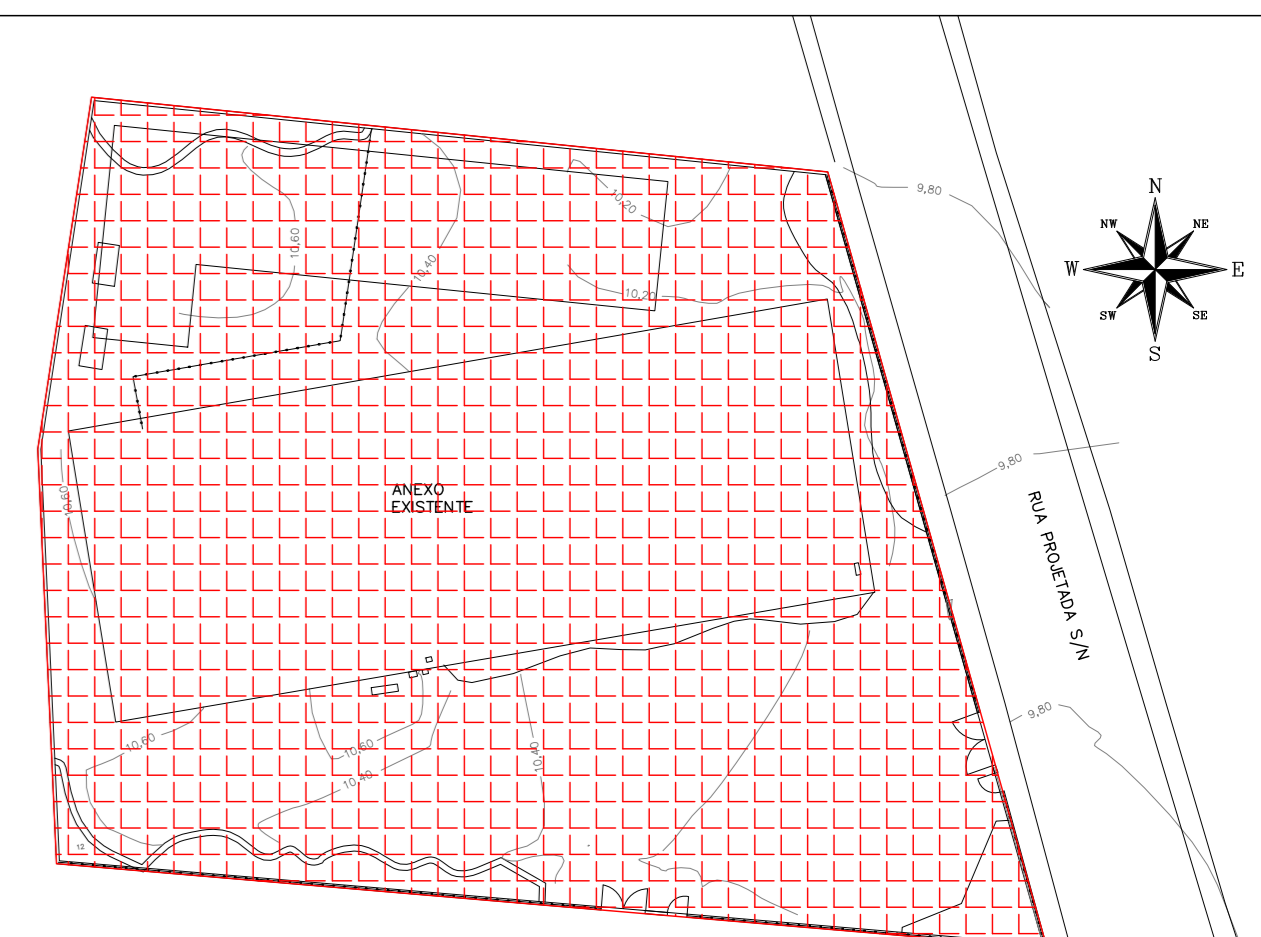 9,80
10,20
N
NW
NE
W
E
SW
SE
S
10,60
10,40
10,20
9,80
10,60
ANEXO
EXISTENTE
RUA PROJETADA S/N
9,80
10,60
10,60
10,40
10,40
12